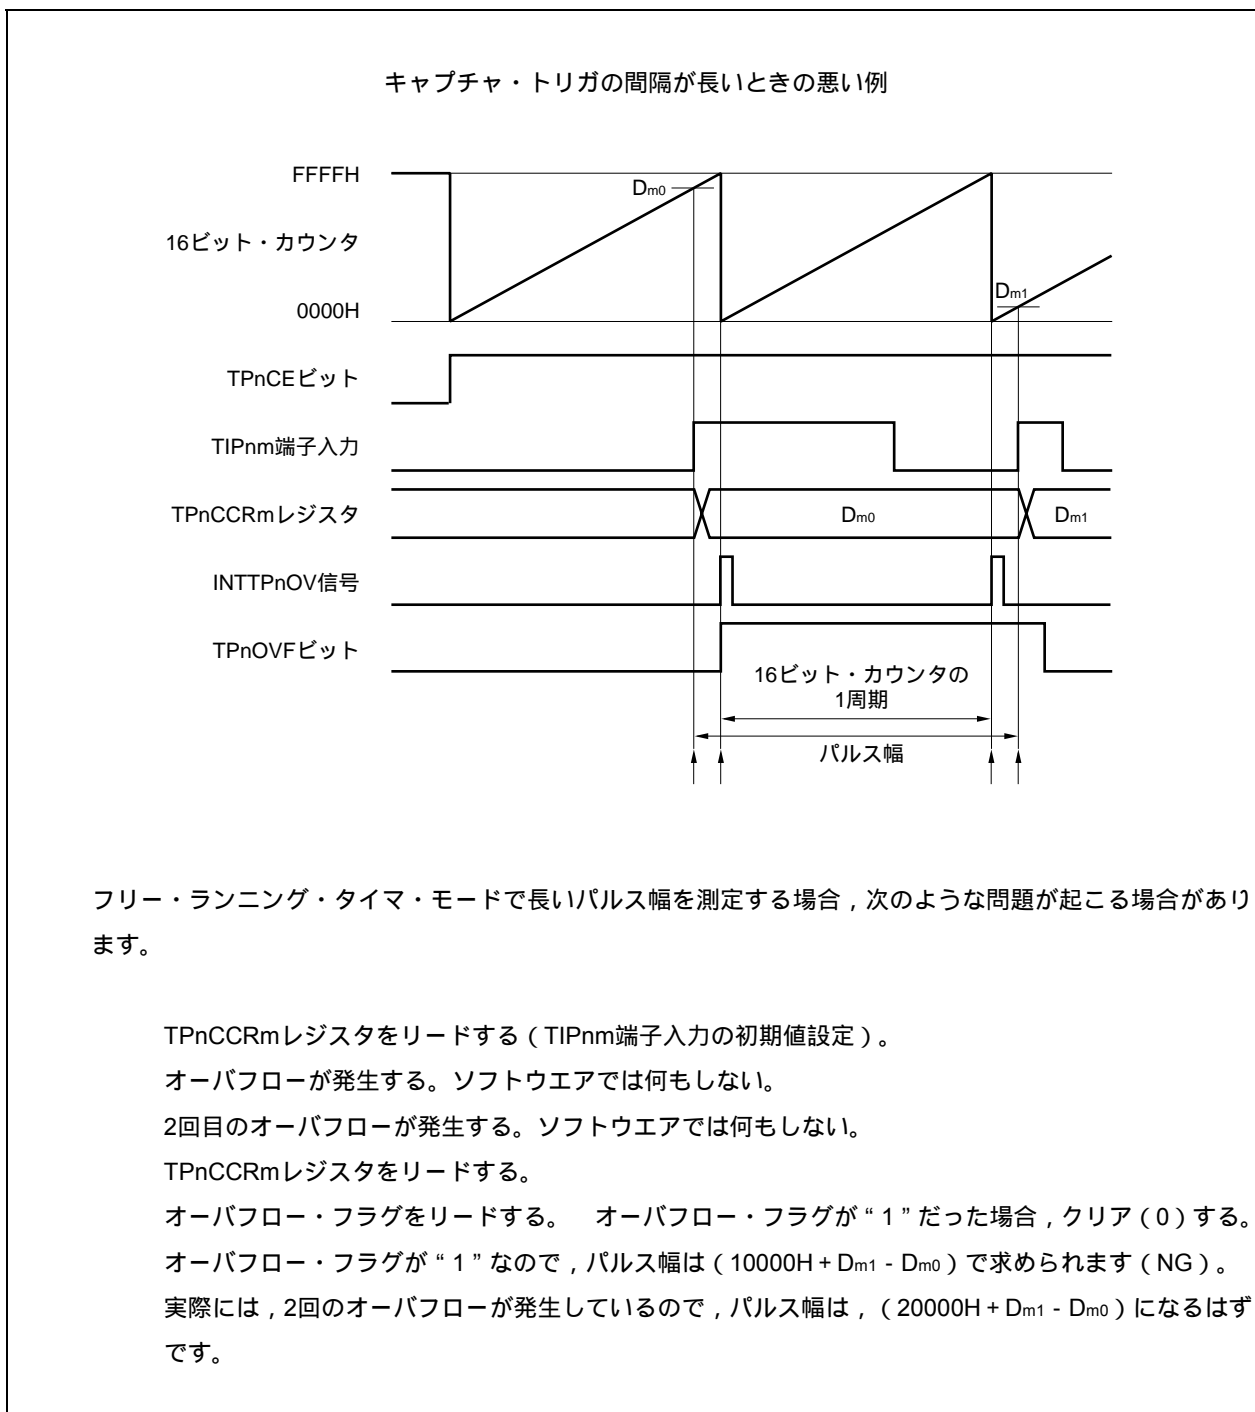 キャプチャ・トリガの間隔が長いときの悪い例
FFFFH
Dm0
16ビット・カウンタ
Dm1
0000H
TPnCEビット
TIPnm端子入力
TPnCCRmレジスタ
Dm0
Dm1
INTTPnOV信号
TPnOVFビット
16ビット・カウンタの
1周期
パルス幅
フリー・ランニング・タイマ・モードで長いパルス幅を測定する場合，次のような問題が起こる場合があり
ます。
TPnCCRmレジスタをリードする（TIPnm端子入力の初期値設定）。
オーバフローが発生する。ソフトウエアでは何もしない。
2回目のオーバフローが発生する。ソフトウエアでは何もしない。
TPnCCRmレジスタをリードする。
オーバフロー・フラグをリードする。　オーバフロー・フラグが“1”だった場合，クリア（0）する。
オーバフロー・フラグが“1”なので，パルス幅は（10000H + Dm1 - Dm0）で求められます（NG）。
実際には，2回のオーバフローが発生しているので，パルス幅は，（20000H + Dm1 - Dm0）になるはず
です。